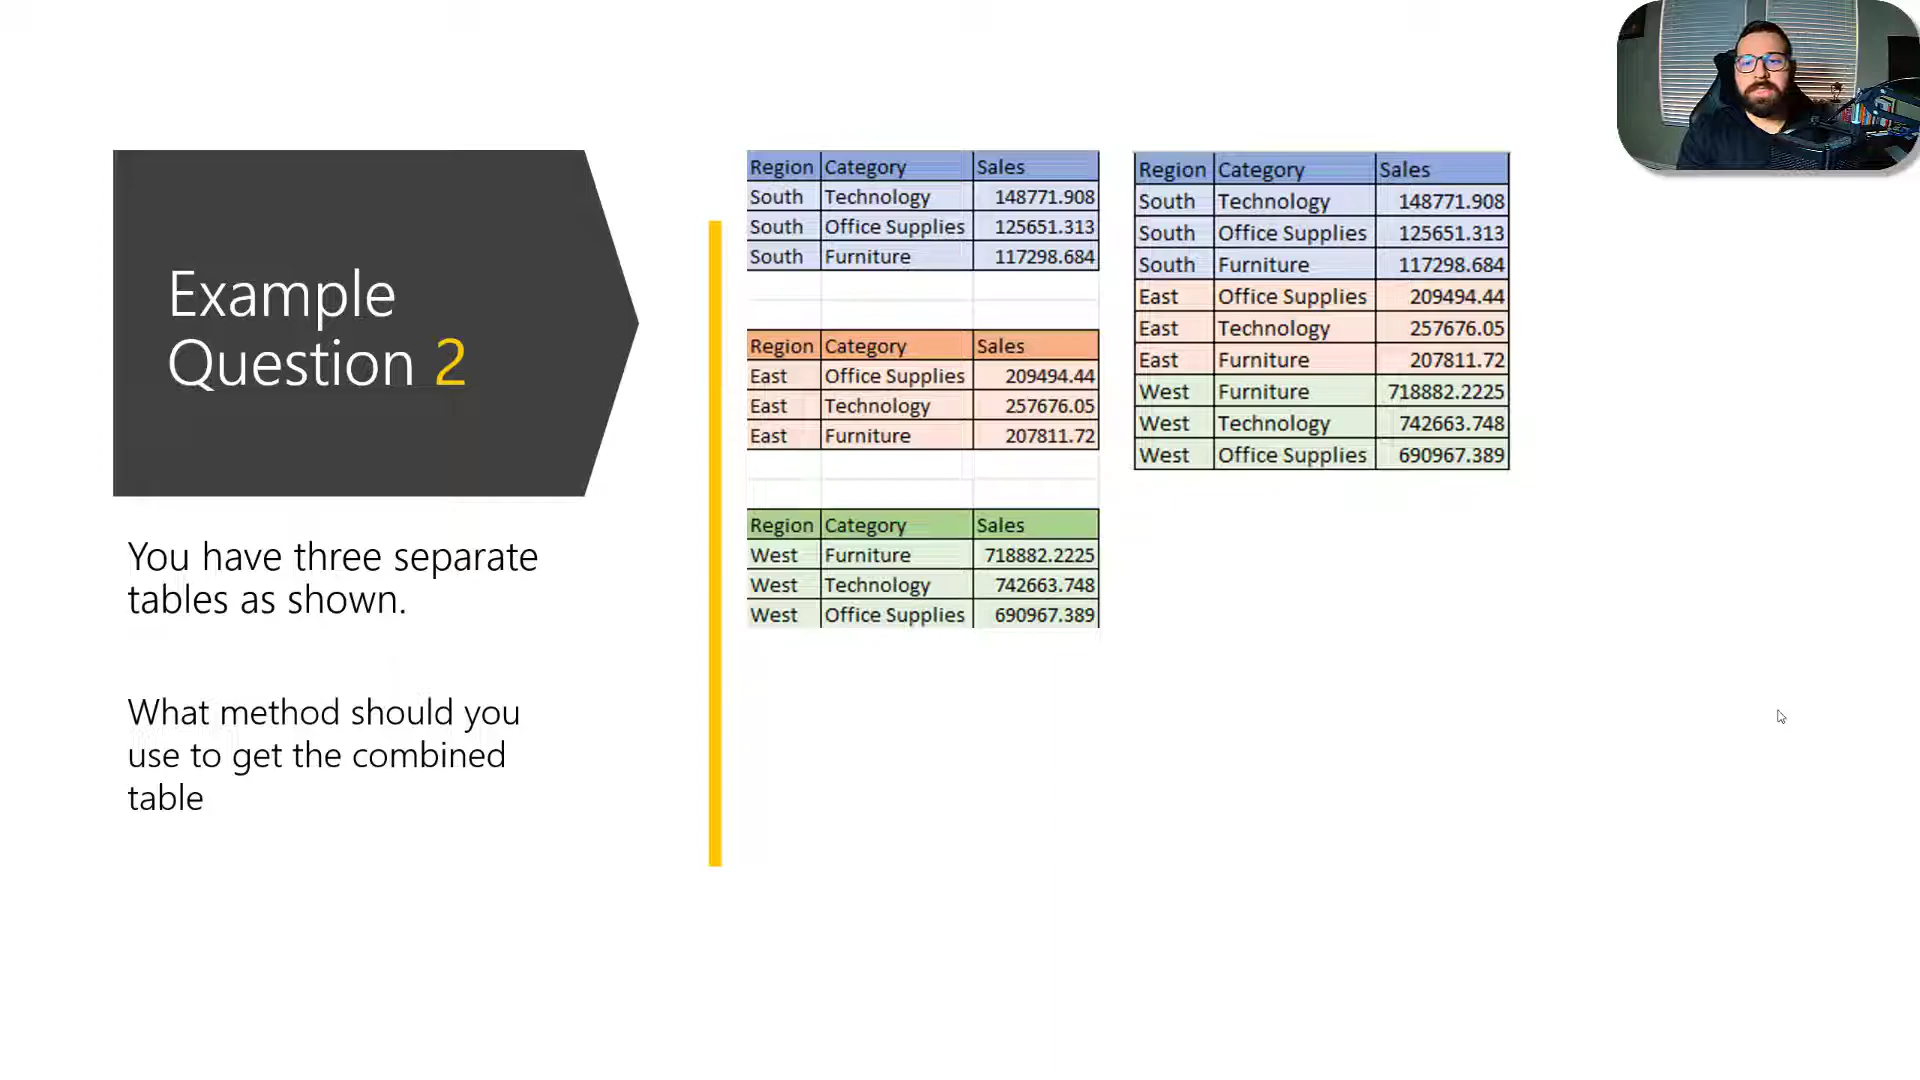 Example
Question 2
You have three separate
tables as shown.
What method should you
use to get the combined
table
Region Category Sales
South Technology 148771.908
South Office Supplies 125651.313
South Furniture 117298.684
Region Category Sales
East Office Supplies 209494.44
East Technology 257676.05
East Furniture 207811.72
Region Category Sales
West Furniture 718882.2225
West Technology 742663.748
West Office Supplies 690967.389
Region Category Sales
South Technology 148771.908
South Office Supplies 125651.313
South Furniture 117298.684
East Office Supplies 209494.44
East Technology 257676.05
East Furniture 207811.72
West Furniture 718882.2225
West Technology 742663.748
West Office Supplies 690967.389